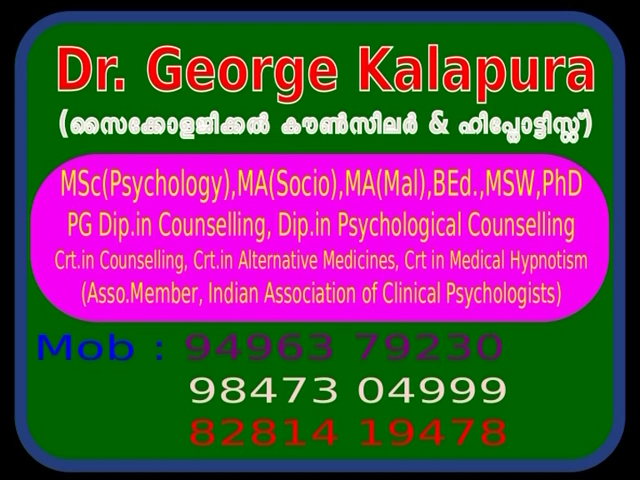 Dr. George Kalapura
(സൈക്കോളജിക്കൽ കൗൺസിലർ & ഹിപ്നോട്ടിസ്റ്റ്)
MSc(Psychology),MA(Socio),MA(Mal),BEd.,MSW,PhD
PG Dip.in Counselling, Dip.in Psychological Counselling
Crt.in Counselling, Crt.in Alternative Medicines, Crt in Medical Hypnotism
(Asso.Member, Indian Association of Clinical Psychologists)
Mob : 94963 79230
98473 04999
82814 19478